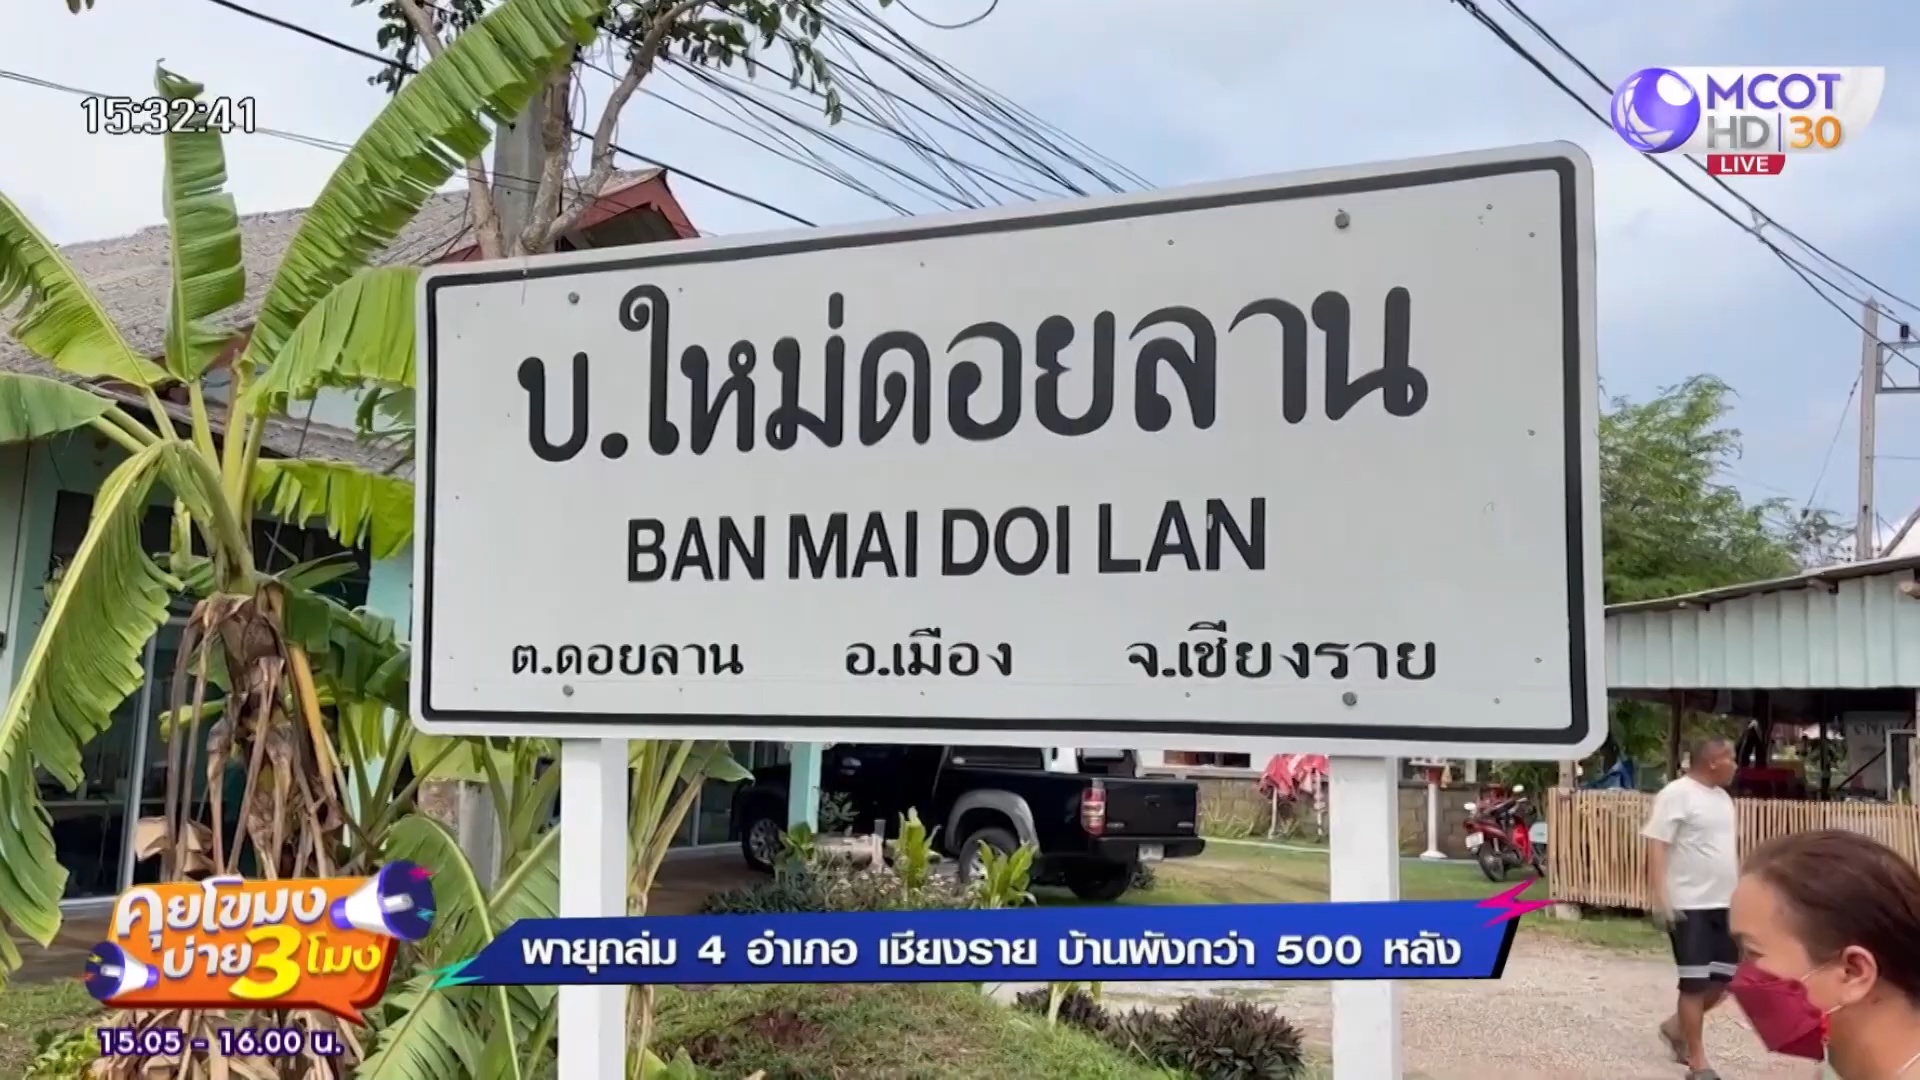 15:32:41
MCOT
HD 30
LIVE
บ.ใหม่ดอยลาน
BAN MAI DOI LAN
ต.ดอยลาน อ.เมือง จ.เชียงราย
คุยโขมง
บ่าย 3 โมง
15.05 - 16.00 น.
พายุถล่ม 4 อำเภอ เชียงราย บ้านพังกว่า 500 หลัง